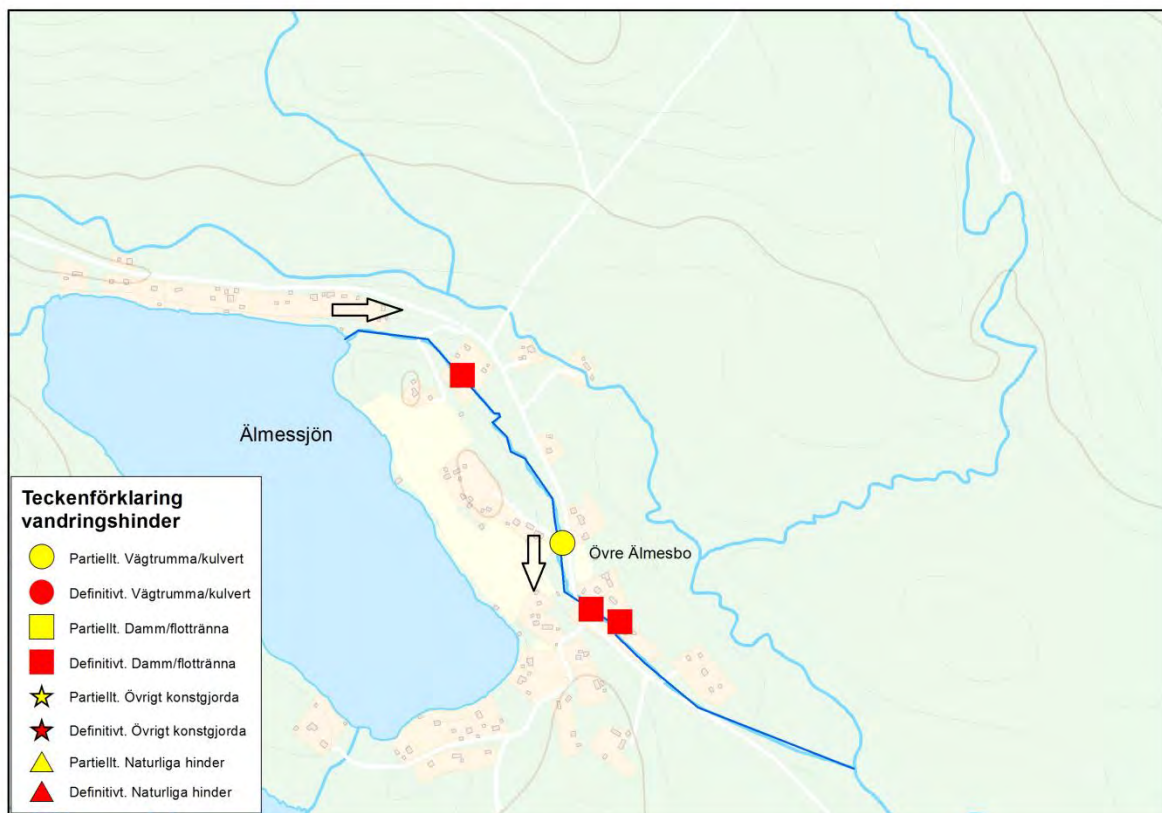 Älmessjön
Övre Älmesbo
Teckenförklaring
vandringshinder
Partiellt. Vägtrumma/kulvert
Definitivt. Vägtrumma/kulvert
Partiellt. Damm/flottränna
Definitivt. Damm/flottränna
Partiellt. Övrigt konstgjorda
Definitivt. Övrigt konstgjorda
Partiellt. Naturliga hinder
Definitivt. Naturliga hinder